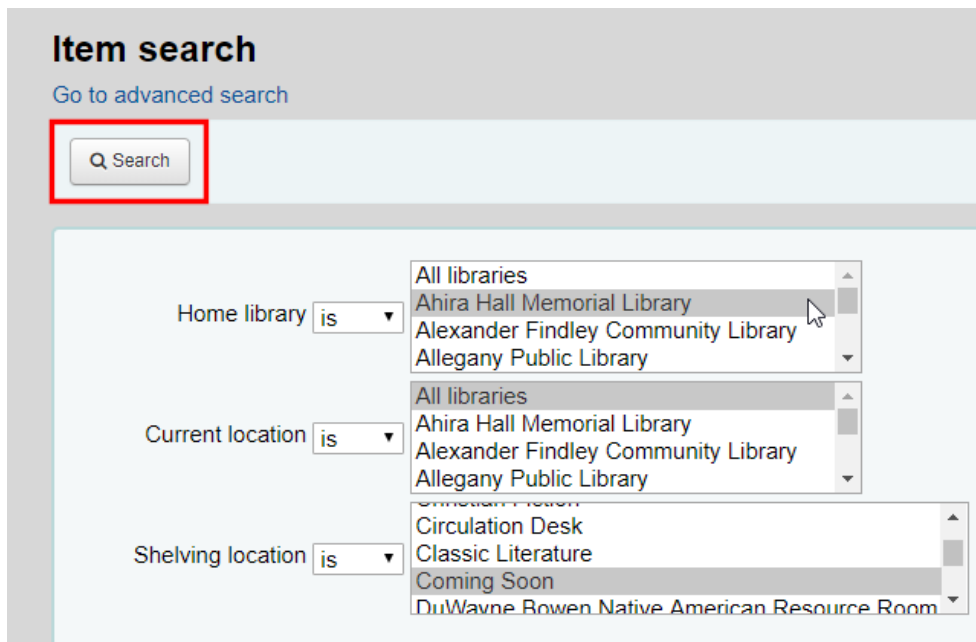 Item search
Go to advanced search
Search
Home library is
All libraries
Ahira Hall Memorial Library
Alexander Findley Community Library
Allegany Public Library
Current location is
All libraries
Ahira Hall Memorial Library
Alexander Findley Community Library
Allegany Public Library
Shelving location is
Christian Fiction
Circulation Desk
Classic Literature
Coming Soon
DuWayne Bowen Native American Resource Room